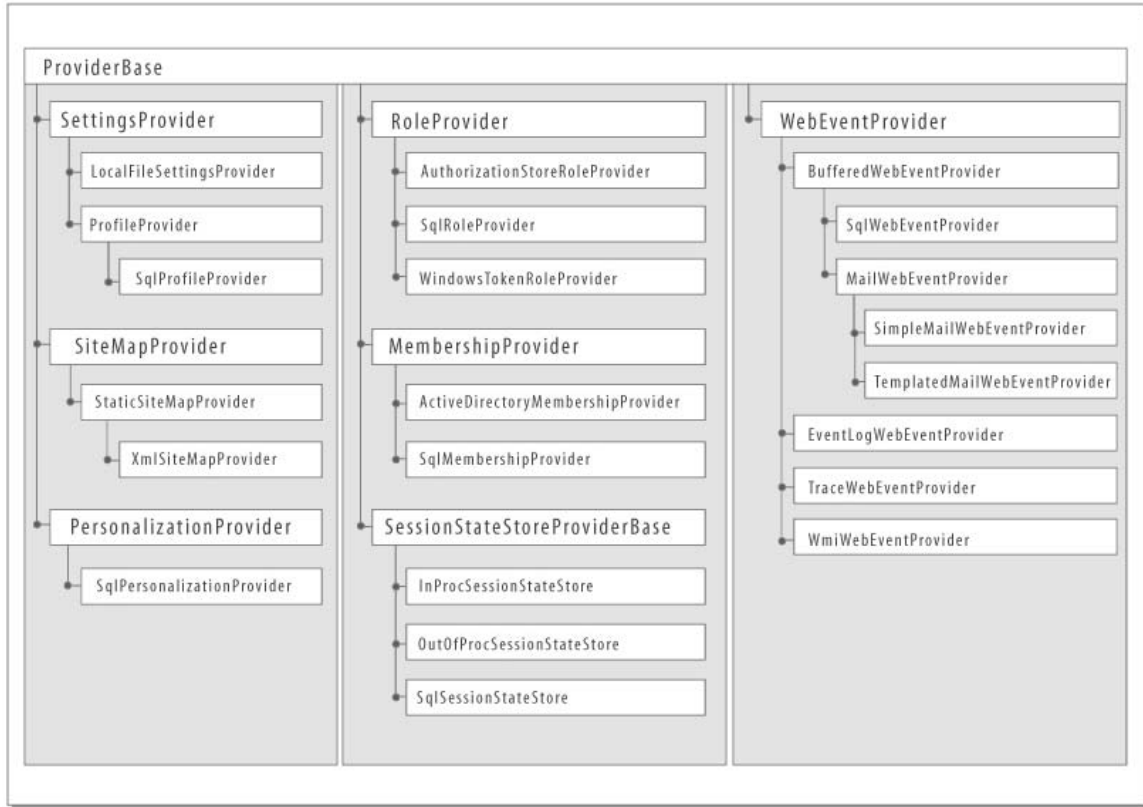 ProviderBase
SettingsProvider
LocalFileSettingsProvider
ProfileProvider
SqlProfileProvider
SiteMapProvider
StaticSiteMapProvider
XmlSiteMapProvider
PersonalizationProvider
SqlPersonalizationProvider
RoleProvider
AuthorizationStoreRoleProvider
SqlRoleProvider
WindowsTokenRoleProvider
MembershipProvider
ActiveDirectoryMembershipProvider
SqlMembershipProvider
SessionStateStoreProviderBase
InProcSessionStateStore
OutOfProcSessionStateStore
SqlSessionStateStore
WebEventProvider
BufferedWebEventProvider
SqlWebEventProvider
MailWebEventProvider
SimpleMailWebEventProvider
TemplatedMailWebEventProvider
EventLogWebEventProvider
TraceWebEventProvider
WmiWebEventProvider